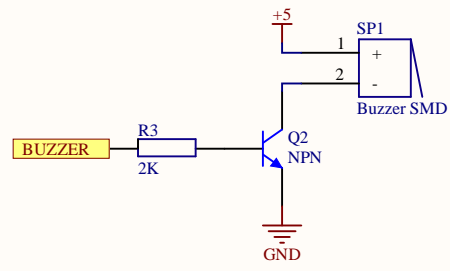 +5
SP1
1
+
2
-
Buzzer SMD
R3
BUZZER
2K
Q2
NPN
GND